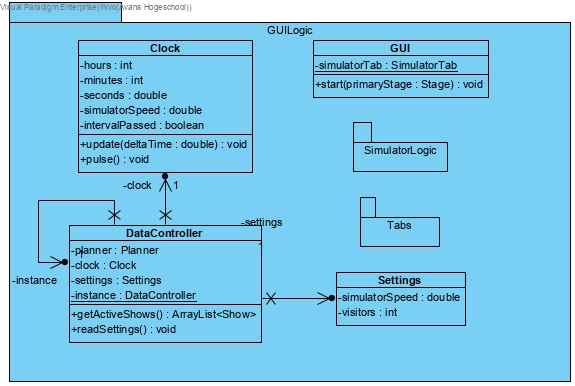 Visual Paradigm Enterprise(rikvo(Avans Hogeschool))
GUILogic
Clock
-hours : int
-minutes : int
-seconds : double
-simulatorSpeed : double
-intervalPassed : boolean
+update(deltaTime : double) : void
+pulse() : void
GUI
-simulatorTab : SimulatorTab
+start(primaryStage : Stage) : void
SimulatorLogic
Tabs
-clock
1
-settings
-instance
DataController
-planner : Planner
-clock : Clock
-settings : Settings
-instance : DataController
+getActiveShows() : ArrayList<Show>
+readSettings() : void
Settings
-simulatorSpeed : double
-visitors : int